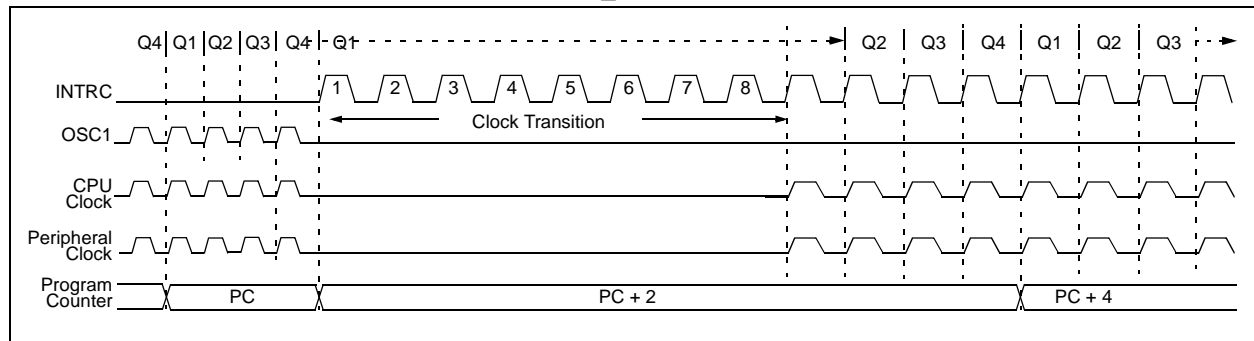 Q4 Q1 Q2 Q3 Q4 Q1 Q2 Q3 Q4 Q1 Q2 Q3
INTRC 1 2 3 4 5 6 7 8
Clock Transition
OSC1
CPU
Clock
Peripheral
Clock
Program
Counter PC PC + 2 PC + 4